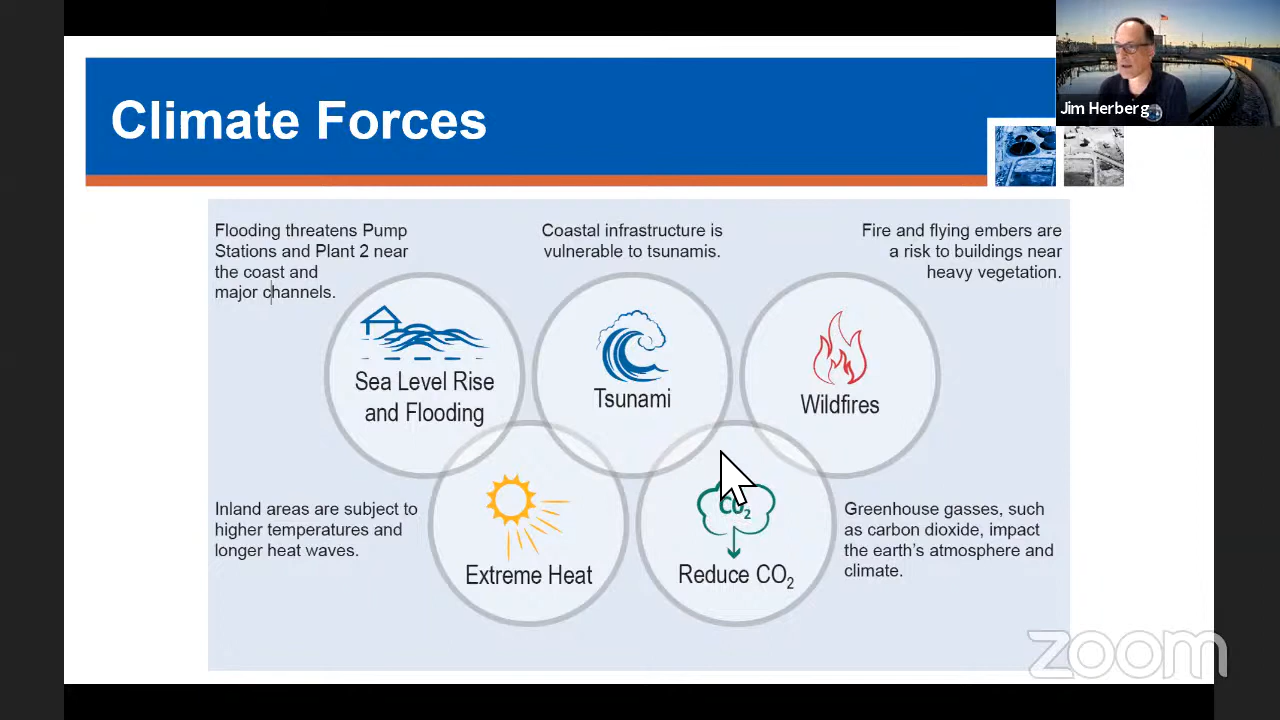 Climate Forces
Jim Herberg
Flooding threatens Pump
Stations and Plant 2 near
the coast and
major channels.
Coastal infrastructure is
vulnerable to tsunamis.
Fire and flying embers are
a risk to buildings near
heavy vegetation.
Sea Level Rise
and Flooding
Tsunami
Wildfires
Inland areas are subject to
higher temperatures and
longer heat waves.
Extreme Heat
CO₂
Reduce CO₂
Greenhouse gasses, such
as carbon dioxide, impact
the earth's atmosphere and
climate.
zoom